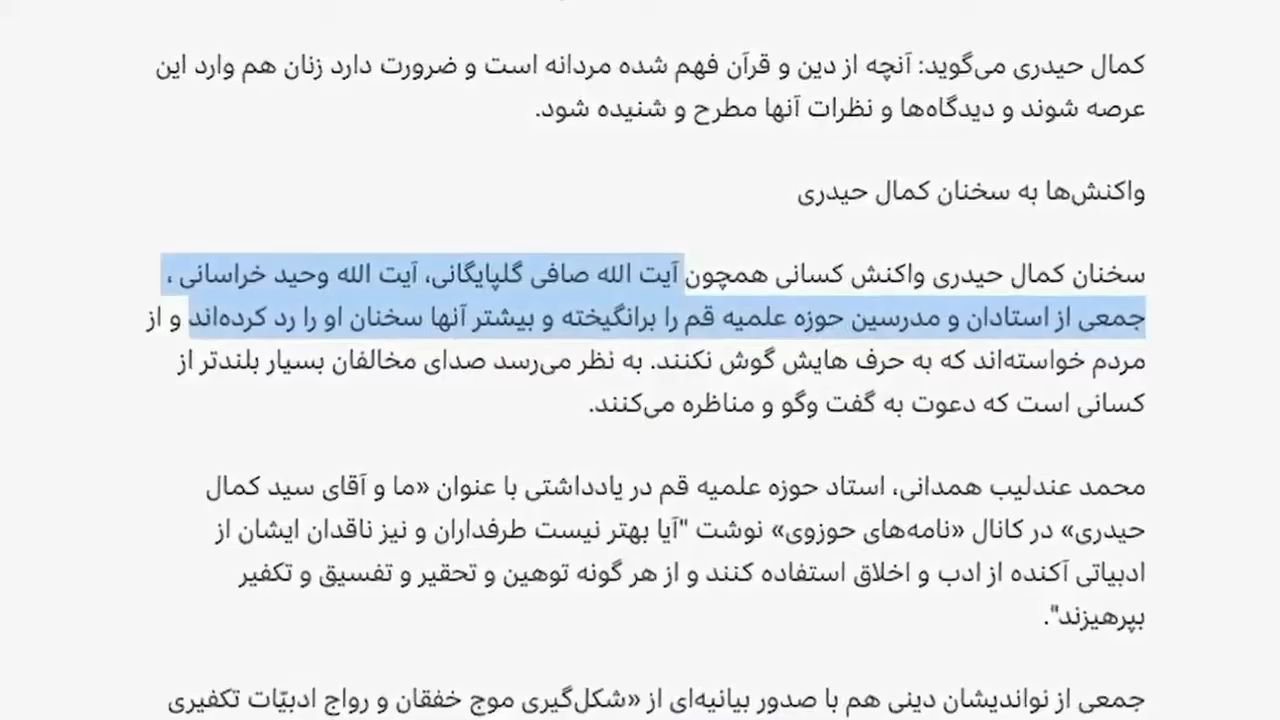 کمال حیدری می‌گوید: آنچه از دین و قرآن فهم شده مردانه است و ضرورت دارد زنان هم وارد این
عرصه شوند و دیدگاه‌ها و نظرات آنها مطرح و شنیده شود.
واکنش‌ها به سخنان کمال حیدری
سخنان کمال حیدری واکنش کسانی همچون آیت الله صافی گلپایگانی، آیت الله وحید خراسانی ،
جمعی از استادان و مدرسین حوزه علمیه قم را برانگیخته و بیشتر آنها سخنان او را رد کرده‌اند و از
مردم خواسته‌اند که به حرف هایش گوش نکنند. به نظر می‌رسد صدای مخالفان بسیار بلندتر از
کسانی است که دعوت به گفت وگو و مناظره می‌کنند.
محمد عندلیب همدانی، استاد حوزه علمیه قم در یادداشتی با عنوان «ما و آقای سید کمال
حیدری» در کانال «نامه‌های حوزوی» نوشت "آیا بهتر نیست طرفداران و نیز ناقدان ایشان از
ادبیاتی آکنده از ادب و اخلاق استفاده کنند و از هر گونه توهین و تحقیر و تفسیق و تکفیر
بپرهیزند".
جمعی از نواندیشان دینی هم با صدور بیانیه‌ای از «شکل‌گیری موج خفقان و رواج ادبیّات تکفیری